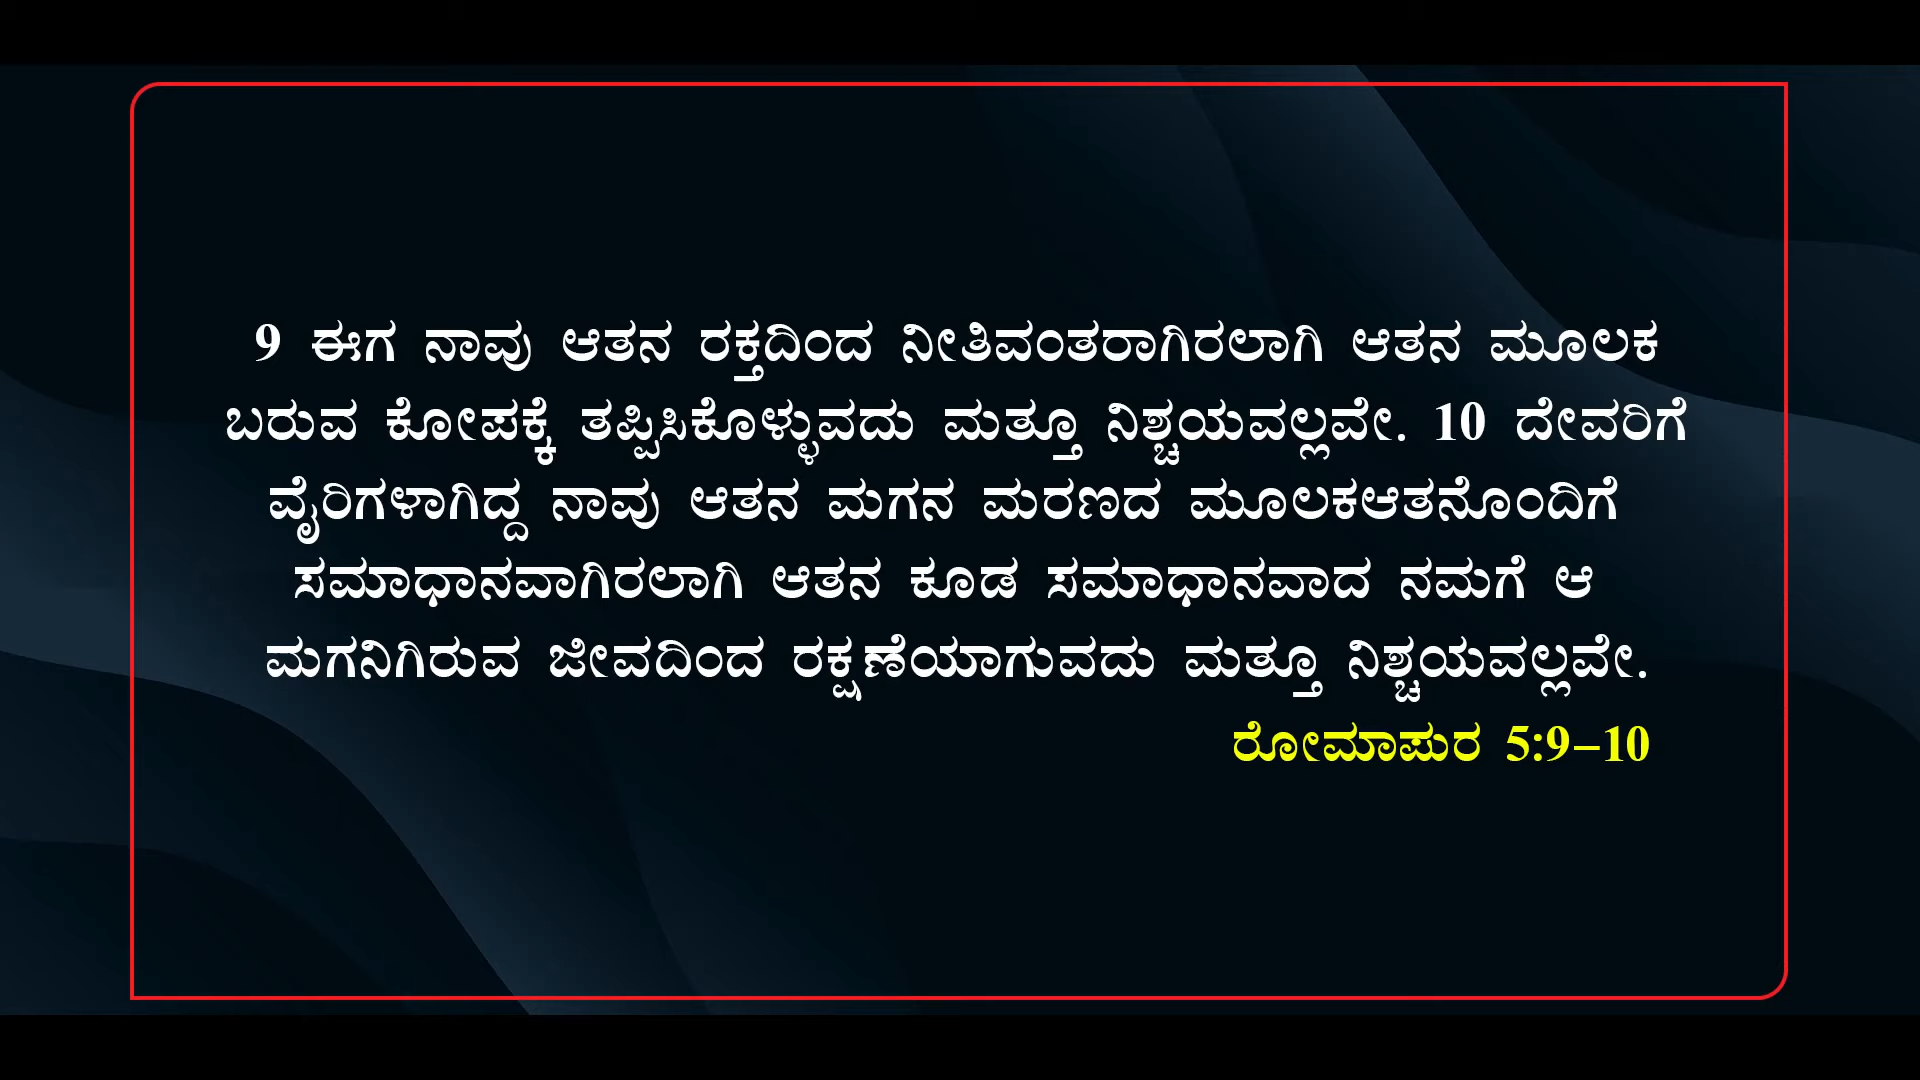 9 ಈಗ ನಾವು ಆತನ ರಕ್ತದಿಂದ ನೀತಿವಂತರಾಗಿರಲಾಗಿ ಆತನ ಮೂಲಕ
ಬರುವ ಕೋಪಕ್ಕೆ ತಪ್ಪಿಸಿಕೊಳ್ಳುವದು ಮತ್ತೂ ನಿಶ್ಚಯವಲ್ಲವೇ. 10 ದೇವರಿಗೆ
ವೈರಿಗಳಾಗಿದ್ದ ನಾವು ಆತನ ಮಗನ ಮರಣದ ಮೂಲಕಆತನೊಂದಿಗೆ
ಸಮಾಧಾನವಾಗಿರಲಾಗಿ ಆತನ ಕೂಡ ಸಮಾಧಾನವಾದ ನಮಗೆ ಆ
ಮಗನಿಗಿರುವ ಜೀವದಿಂದ ರಕ್ಷಣೆಯಾಗುವದು ಮತ್ತೂ ನಿಶ್ಚಯವಲ್ಲವೇ.
ರೋಮಾಪುರ 5:9–10